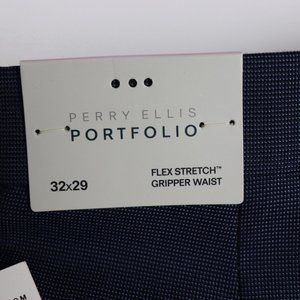 PERRY ELLIS
PORTFOLIO
32x29
FLEX STRETCH™
GRIPPER WAIST